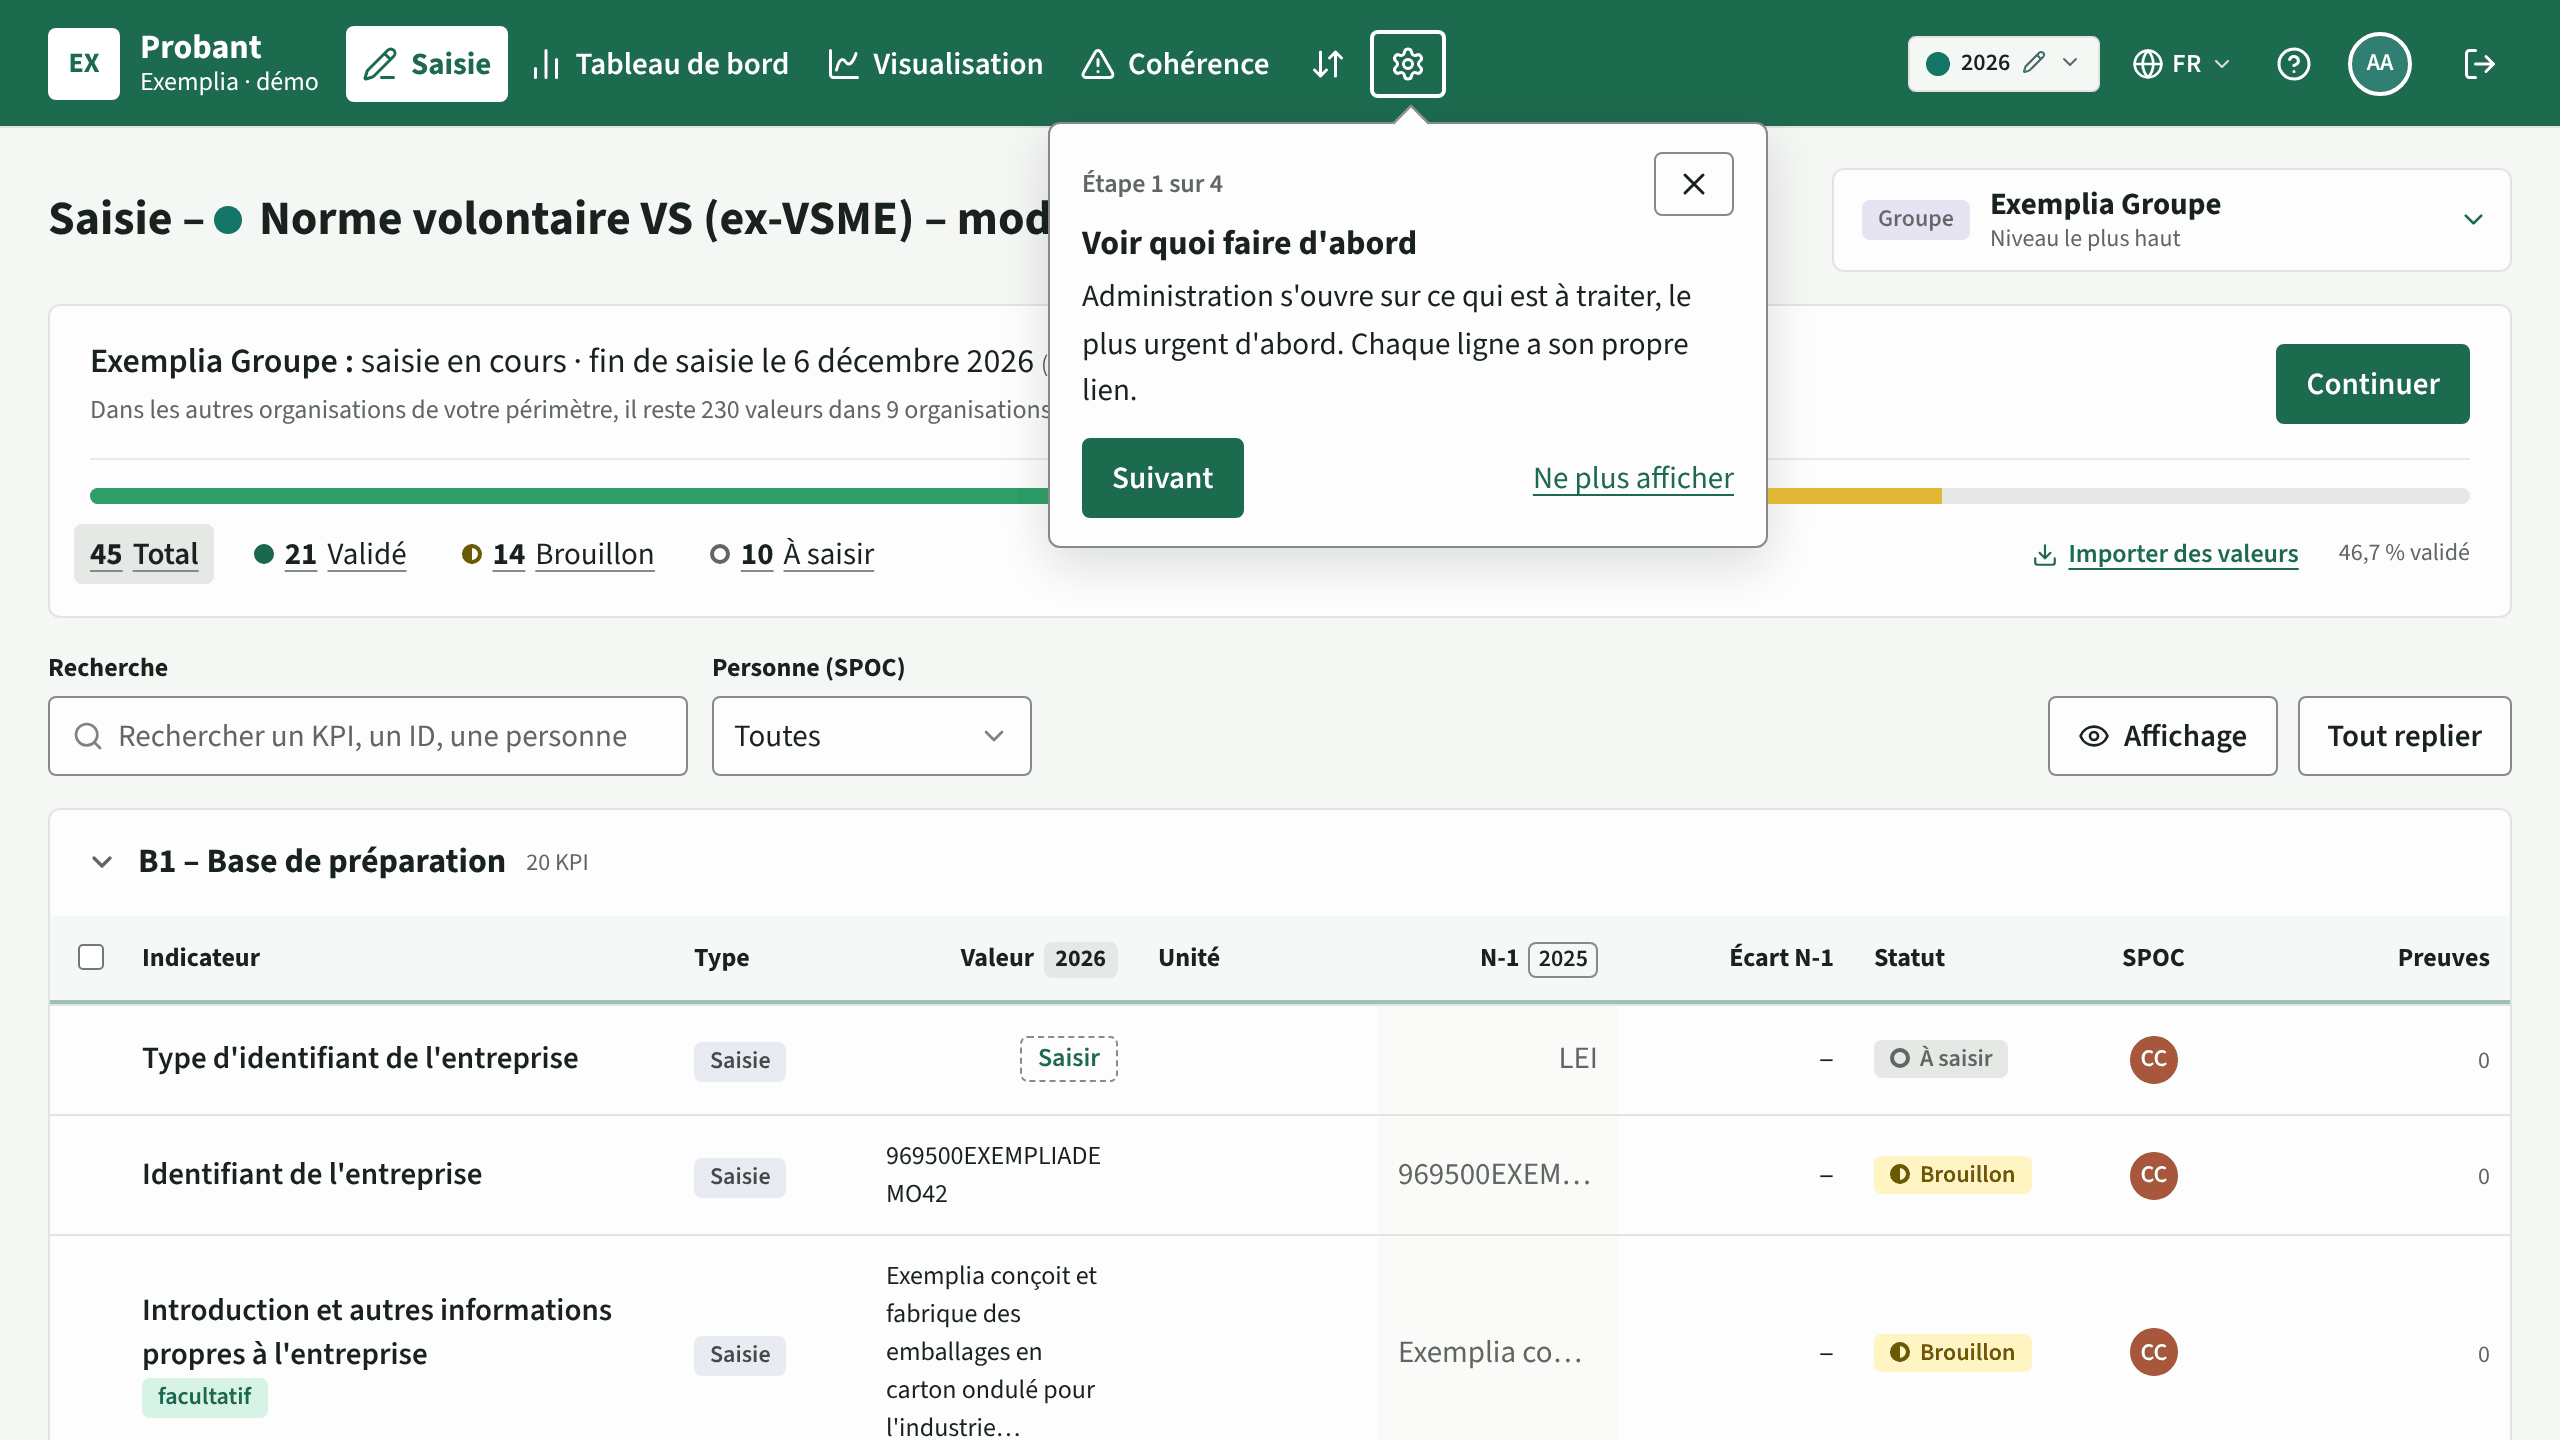 EX
Probant
Exemplia · démo
Saisie
Tableau de bord
Visualisation
Cohérence
2026
FR
AA
Étape 1 sur 4
Voir quoi faire d'abord
Administration s'ouvre sur ce qui est à traiter, le
plus urgent d'abord. Chaque ligne a son propre
lien.
Suivant
Ne plus afficher
Saisie – Norme volontaire VS (ex-VSME) – mod
Groupe
Exemplia Groupe
Niveau le plus haut
Exemplia Groupe : saisie en cours · fin de saisie le 6 décembre 2026 (
Dans les autres organisations de votre périmètre, il reste 230 valeurs dans 9 organisations
Continuer
45 Total
21 Validé
14 Brouillon
10 À saisir
Importer des valeurs
46,7 % validé
Recherche
Personne (SPOC)
Rechercher un KPI, un ID, une personne
Toutes
Affichage
Tout replier
B1 – Base de préparation 20 KPI
Indicateur Type Valeur 2026 Unité N-1 2025 Écart N-1 Statut SPOC Preuves
Type d'identifiant de l'entreprise Saisie Saisir LEI – À saisir CC 0
Identifiant de l'entreprise Saisie 969500EXEMPLIADE
MO42
969500EXEM… – Brouillon CC 0
Introduction et autres informations
propres à l'entreprise
facultatif
Saisie
Exemplia conçoit et
fabrique des
emballages en
carton ondulé pour
l'industrie…
Exemplia co… – Brouillon CC 0